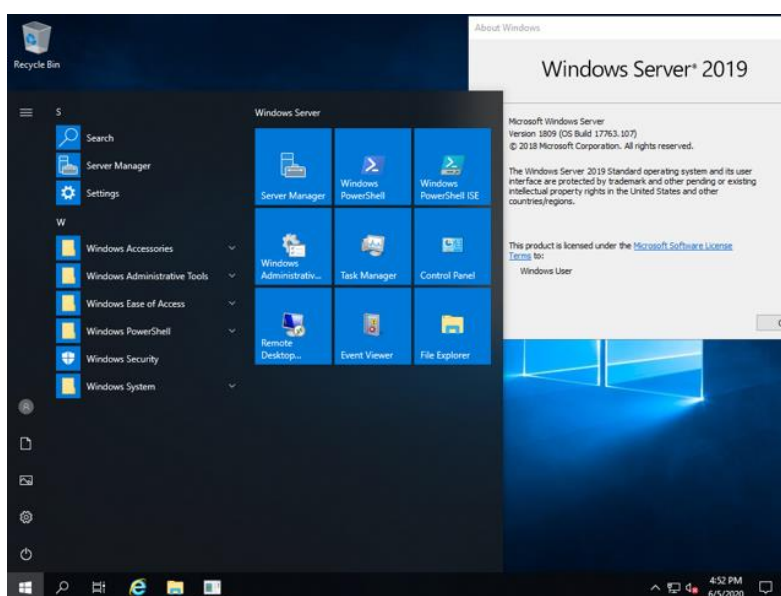 Recycle Bin
About Windows
Windows Server® 2019
Microsoft Windows Server
Version 1809 (OS Build 17763.107)
© 2018 Microsoft Corporation. All rights reserved.
The Windows Server 2019 Standard operating system and its user
interface are protected by trademark and other pending or existing
intellectual property rights in the United States and other
countries/regions.
This product is licensed under the Microsoft Software License
Terms to:
Windows User
S
Search
Server Manager
Settings
W
Windows Accessories
Windows Administrative Tools
Windows Ease of Access
Windows PowerShell
Windows Security
Windows System
Windows Server
Server Manager
Windows
PowerShell
Windows
PowerShell ISE
Windows
Administrativ...
Task Manager
Control Panel
Remote
Desktop...
Event Viewer
File Explorer
4:52 PM
6/5/2020